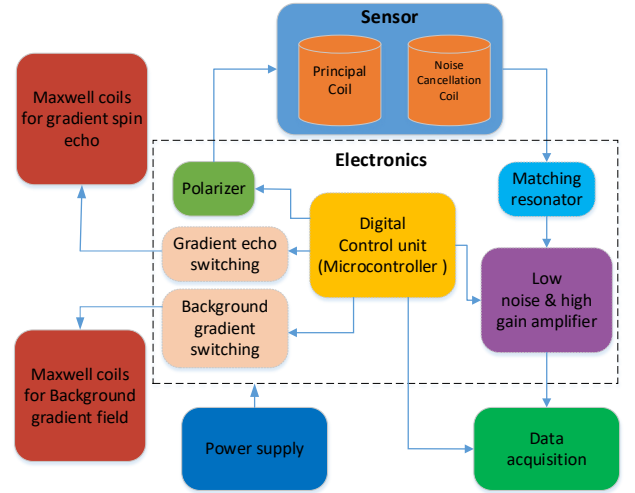 Sensor
Principal
Coil
Noise
Cancellation
Coil
Maxwell coils
for gradient spin
echo
Electronics
Polarizer
Matching
resonator
Digital
Control unit
(Microcontroller )
Gradient echo
switching
Low
noise & high
gain amplifier
Background
gradient
switching
Maxwell coils
for Background
gradient field
Power supply
Data
acquisition